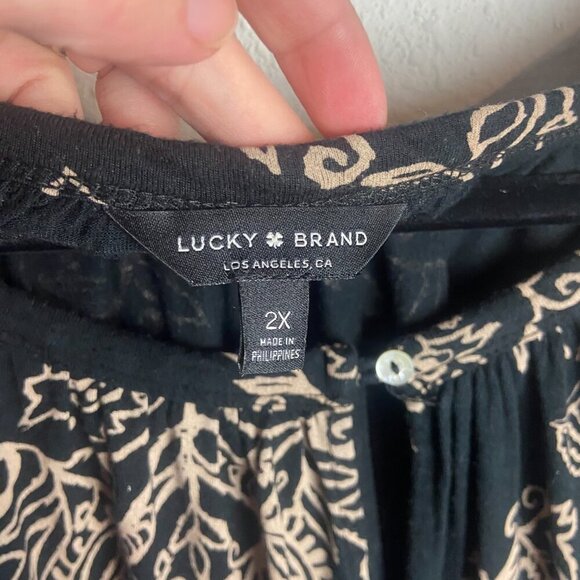 LUCKY BRAND
LOS ANGELES, CA
2X
MADE IN
PHILIPPINES